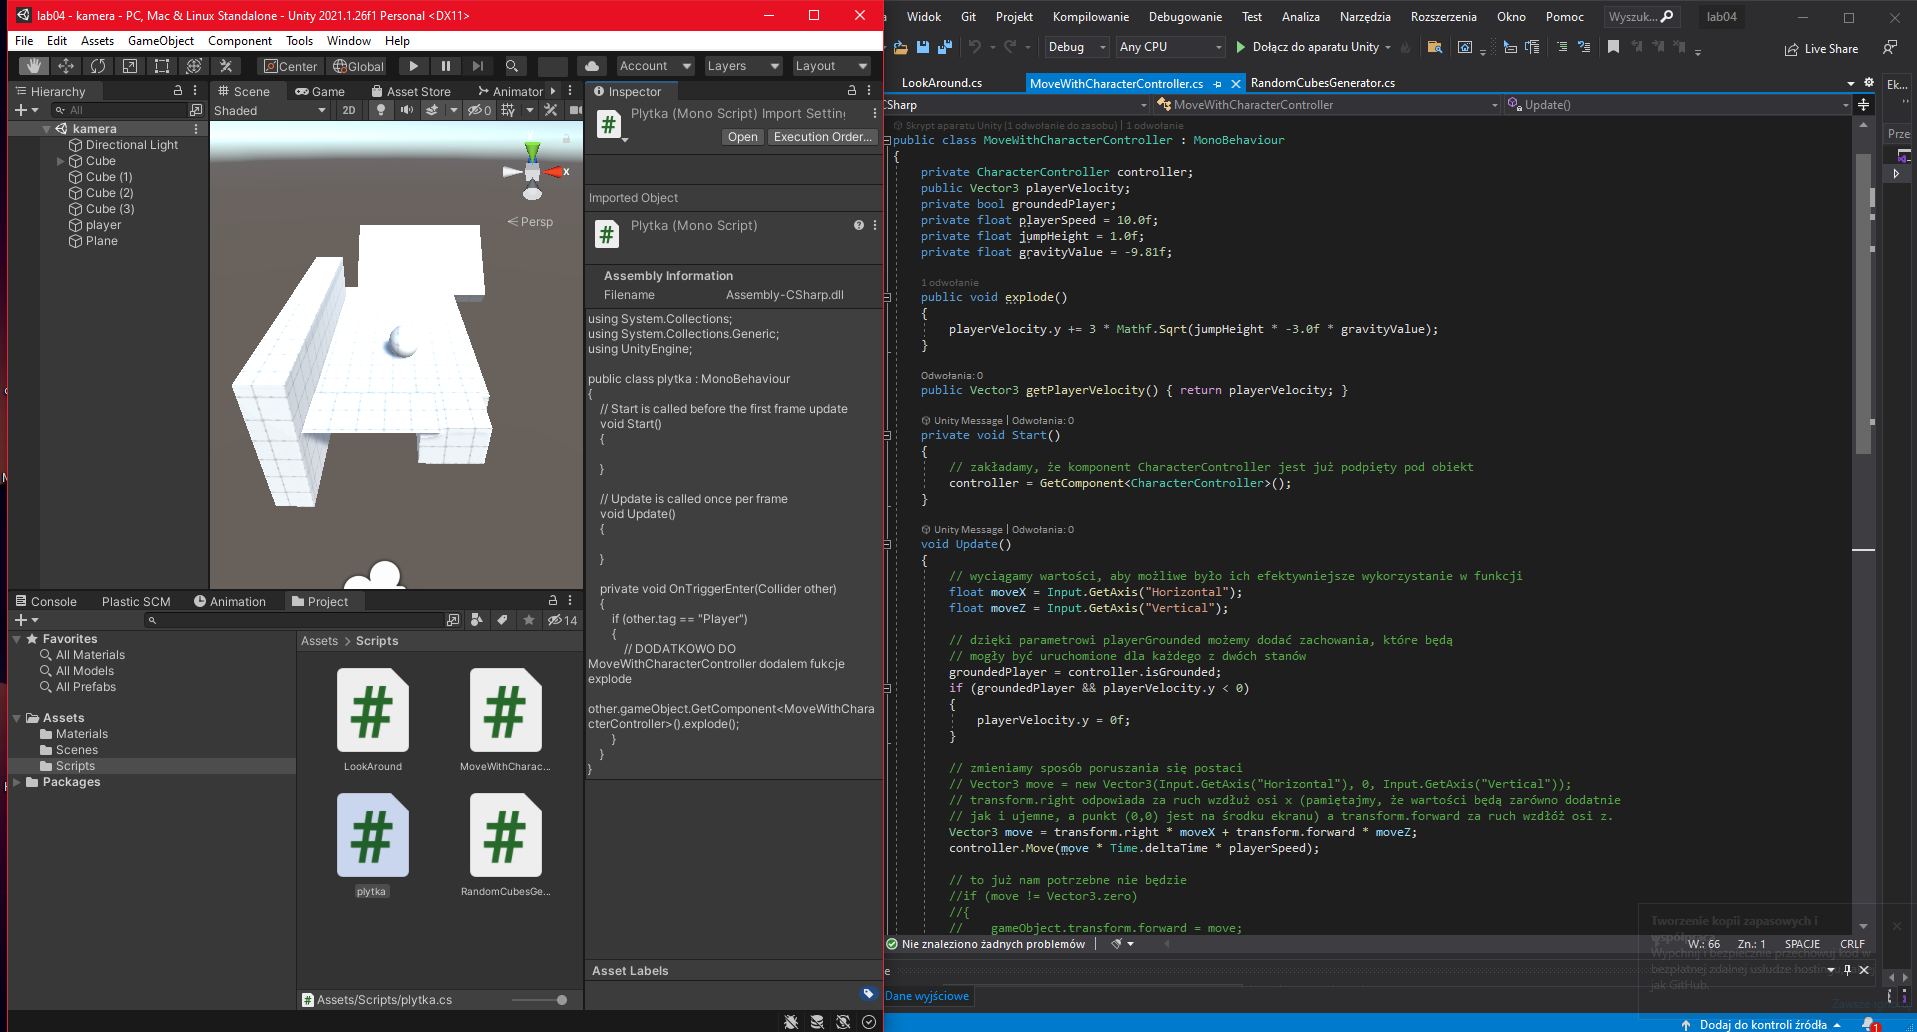 lab04 - kamera - PC, Mac & Linux Standalone - Unity 2021.1.26f1 Personal <DX11>
File Edit Assets GameObject Component Tools Window Help
Center Global Account Layers Layout
Hierarchy
All
kamera
Directional Light
Cube
Cube (1)
Cube (2)
Cube (3)
player
Plane
Scene Game Asset Store Animator
Shaded 2D 0
x
Persp
Inspector
Plytka (Mono Script) Import Setting
Open Execution Order...
Imported Object
Plytka (Mono Script)
Assembly Information
Filename Assembly-CSharp.dll
using System.Collections;
using System.Collections.Generic;
using UnityEngine;
public class plytka : MonoBehaviour
{
// Start is called before the first frame update
void Start()
{
}
// Update is called once per frame
void Update()
{
}
private void OnTriggerEnter(Collider other)
{
if (other.tag == "Player")
{
// DODATKOWO DO
MoveWithCharacterController dodalem fukcje
explode
other.gameObject.GetComponent<MoveWithChara
cterController>().explode();
}
}
}
Asset Labels
Console Plastic SCM Animation Project
14
Favorites
All Materials
All Models
All Prefabs
Assets
Materials
Scenes
Scripts
Packages
Assets > Scripts
LookAround
MoveWithCharac...
plytka
RandomCubesGe...
Assets/Scripts/plytka.cs
Widok Git Projekt Kompilowanie Debugowanie Test Analiza Narzędzia Rozszerzenia Okno Pomoc Wyszuk... lab04
Debug Any CPU Dołącz do aparatu Unity Live Share
LookAround.cs MoveWithCharacterController.cs RandomCubesGenerator.cs
CSharp MoveWithCharacterController Update()
Skrypt aparatu Unity (1 odwołanie do zasobu) | 1 odwołanie
public class MoveWithCharacterController : MonoBehaviour
{
private CharacterController controller;
public Vector3 playerVelocity;
private bool groundedPlayer;
private float playerSpeed = 10.0f;
private float jumpHeight = 1.0f;
private float gravityValue = -9.81f;
1 odwołanie
public void explode()
{
playerVelocity.y += 3 * Mathf.Sqrt(jumpHeight * -3.0f * gravityValue);
}
Odwołania: 0
public Vector3 getPlayerVelocity() { return playerVelocity; }
Unity Message | Odwołania: 0
private void Start()
{
// zakładamy, że komponent CharacterController jest już podpięty pod obiekt
controller = GetComponent<CharacterController>();
}
Unity Message | Odwołania: 0
void Update()
{
// wyciągamy wartości, aby możliwe było ich efektywniejsze wykorzystanie w funkcji
float moveX = Input.GetAxis("Horizontal");
float moveZ = Input.GetAxis("Vertical");
// dzięki parametrowi playerGrounded możemy dodać zachowania, które będą
// mogły być uruchomione dla każdego z dwóch stanów
groundedPlayer = controller.isGrounded;
if (groundedPlayer && playerVelocity.y < 0)
{
playerVelocity.y = 0f;
}
// zmieniamy sposób poruszania się postaci
// Vector3 move = new Vector3(Input.GetAxis("Horizontal"), 0, Input.GetAxis("Vertical"));
// transform.right odpowiada za ruch wzdłuż osi x (pamiętajmy, że wartości będą zarówno dodatnie
// jak i ujemne, a punkt (0,0) jest na środku ekranu) a transform.forward za ruch wzdłóż osi z.
Vector3 move = transform.right * moveX + transform.forward * moveZ;
controller.Move(move * Time.deltaTime * playerSpeed);
// to już nam potrzebne nie będzie
//if (move != Vector3.zero)
//{
// gameObject.transform.forward = move;
Nie znaleziono żadnych problemów W.: 66 Zn.: 1 SPACJE CRLF
Tworzenie kopii zapasowych i
współpraca
Wypchnij i bezpiecznie przechowuj kod w
bezpłatnej zdalnej usłudze hostingu
jak GitHub.
Dane wyjściowe
Dodaj do kontroli źródła 1
Ek...
Prze